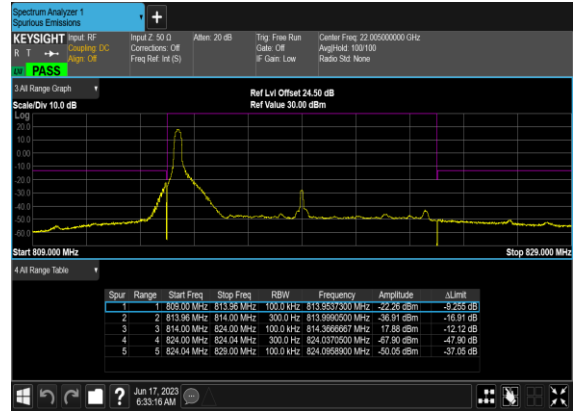 Spectrum Analyzer 1
Spurious Emissions
KEYSIGHT Input: RF Input Z: 50 Ω Atten: 20 dB Trig: Free Run Center Freq: 22.005000000 GHz
R T Coupling: DC Corrections: Off Gate: Off Avg|Hold: 100/100
Align: Off Freq Ref: Int (S) IF Gain: Low Radio Std: None
PASS
3 All Range Graph
Ref Lvl Offset 24.50 dB
Scale/Div 10.0 dB Ref Value 30.00 dBm
Log
20.0
10.0
0.00
-10.0
-20.0
-30.0
-40.0
-50.0
-60.0
Start 809.000 MHz Stop 829.000 MHz
4 All Range Table
Spur Range Start Freq Stop Freq RBW Frequency Amplitude ΔLimit
1 1 809.00 MHz 813.96 MHz 100.0 kHz 813.9537300 MHz -22.26 dBm -9.255 dB
2 2 813.96 MHz 814.00 MHz 300.0 Hz 813.9990500 MHz -36.91 dBm -16.91 dB
3 3 814.00 MHz 824.00 MHz 100.0 kHz 814.3666667 MHz 17.88 dBm -12.12 dB
4 4 824.00 MHz 824.04 MHz 300.0 Hz 824.0370500 MHz -67.90 dBm -47.90 dB
5 5 824.04 MHz 829.00 MHz 100.0 kHz 824.0958900 MHz -50.05 dBm -37.05 dB
? Jun 17, 2023
6:33:16 AM